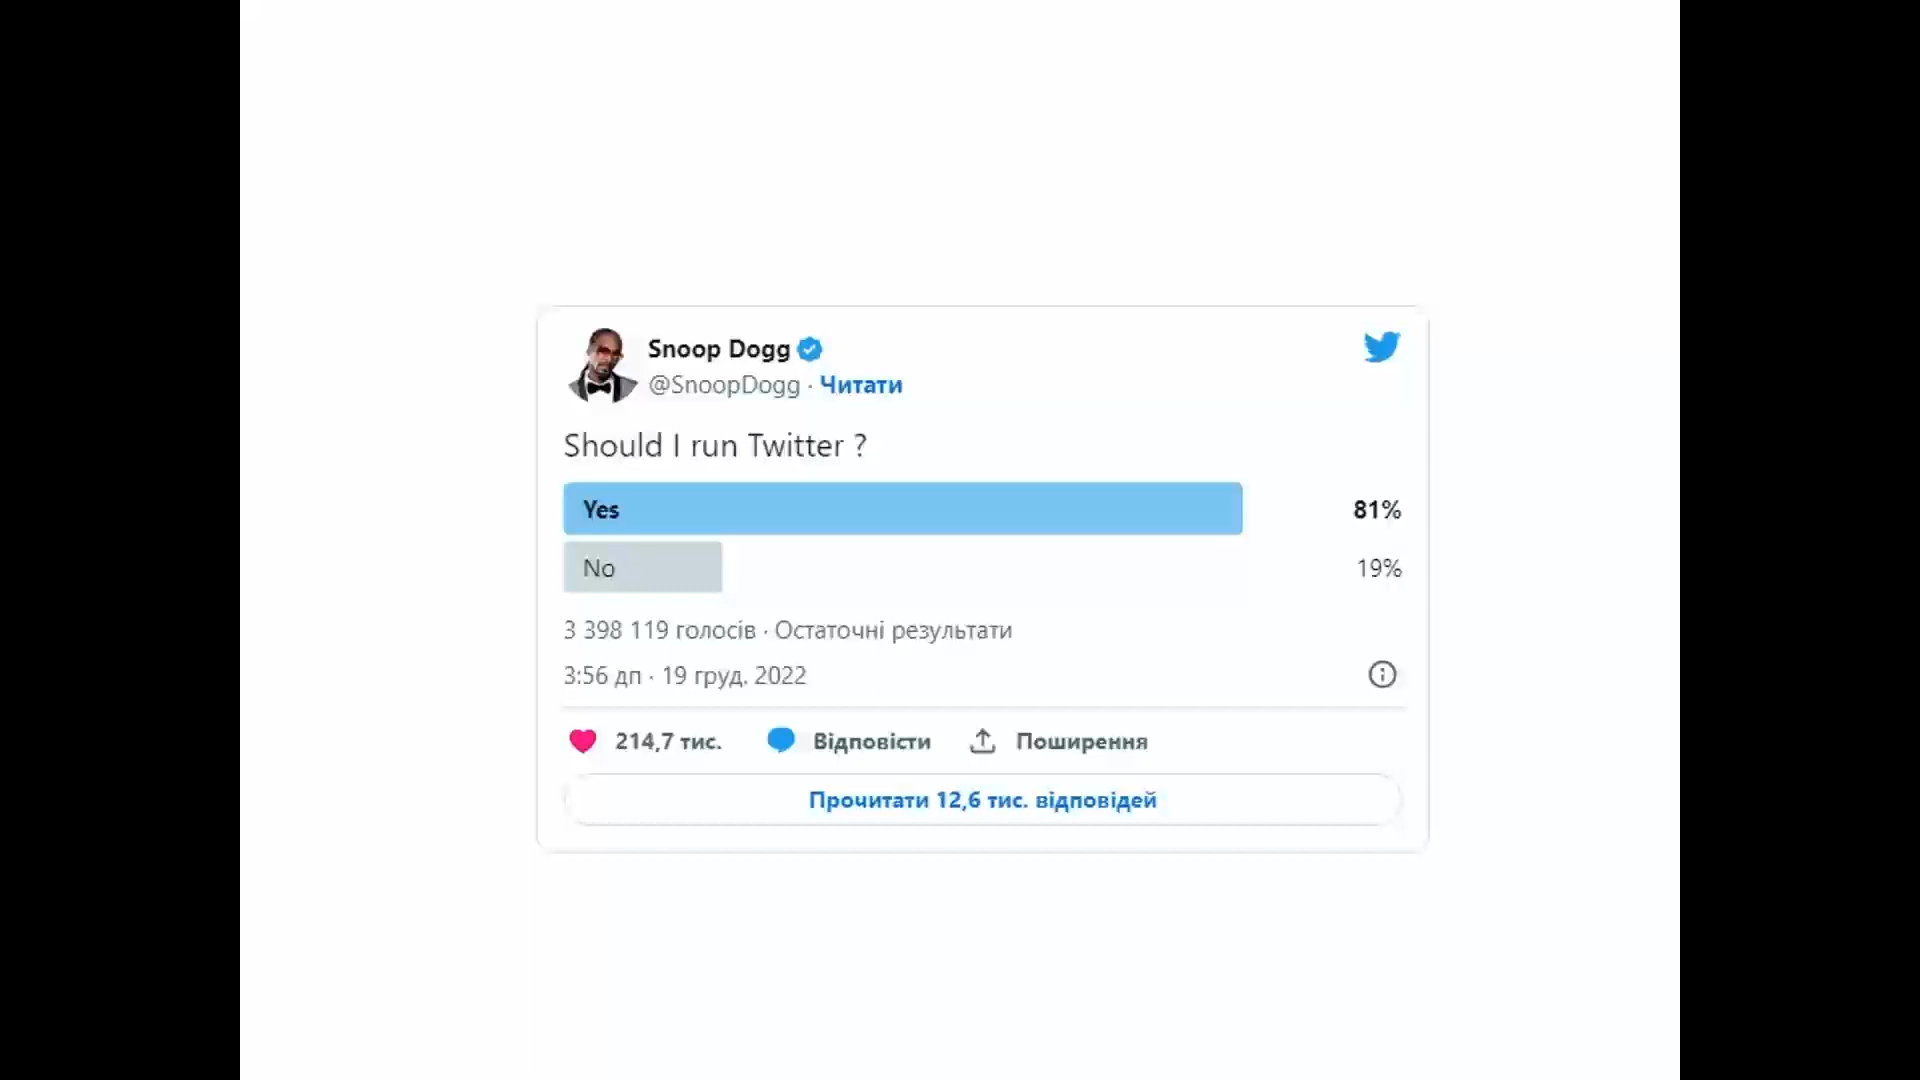 Snoop Dogg
@SnoopDogg · Читати
Should I run Twitter ?
Yes 81%
No 19%
3 398 119 голосів · Остаточні результати
3:56 дп · 19 груд. 2022
214,7 тис. Відповісти Поширення
Прочитати 12,6 тис. відповідей